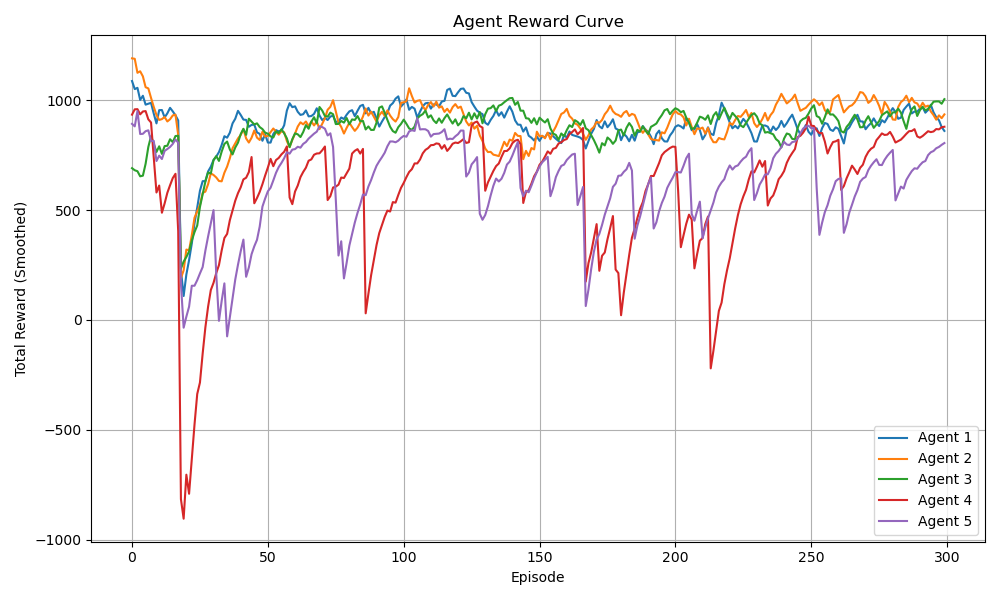 Agent Reward Curve
Total Reward (Smoothed)
1000
500
0
−500
−1000
0 50 100 150 200 250 300
Episode
Agent 1
Agent 2
Agent 3
Agent 4
Agent 5